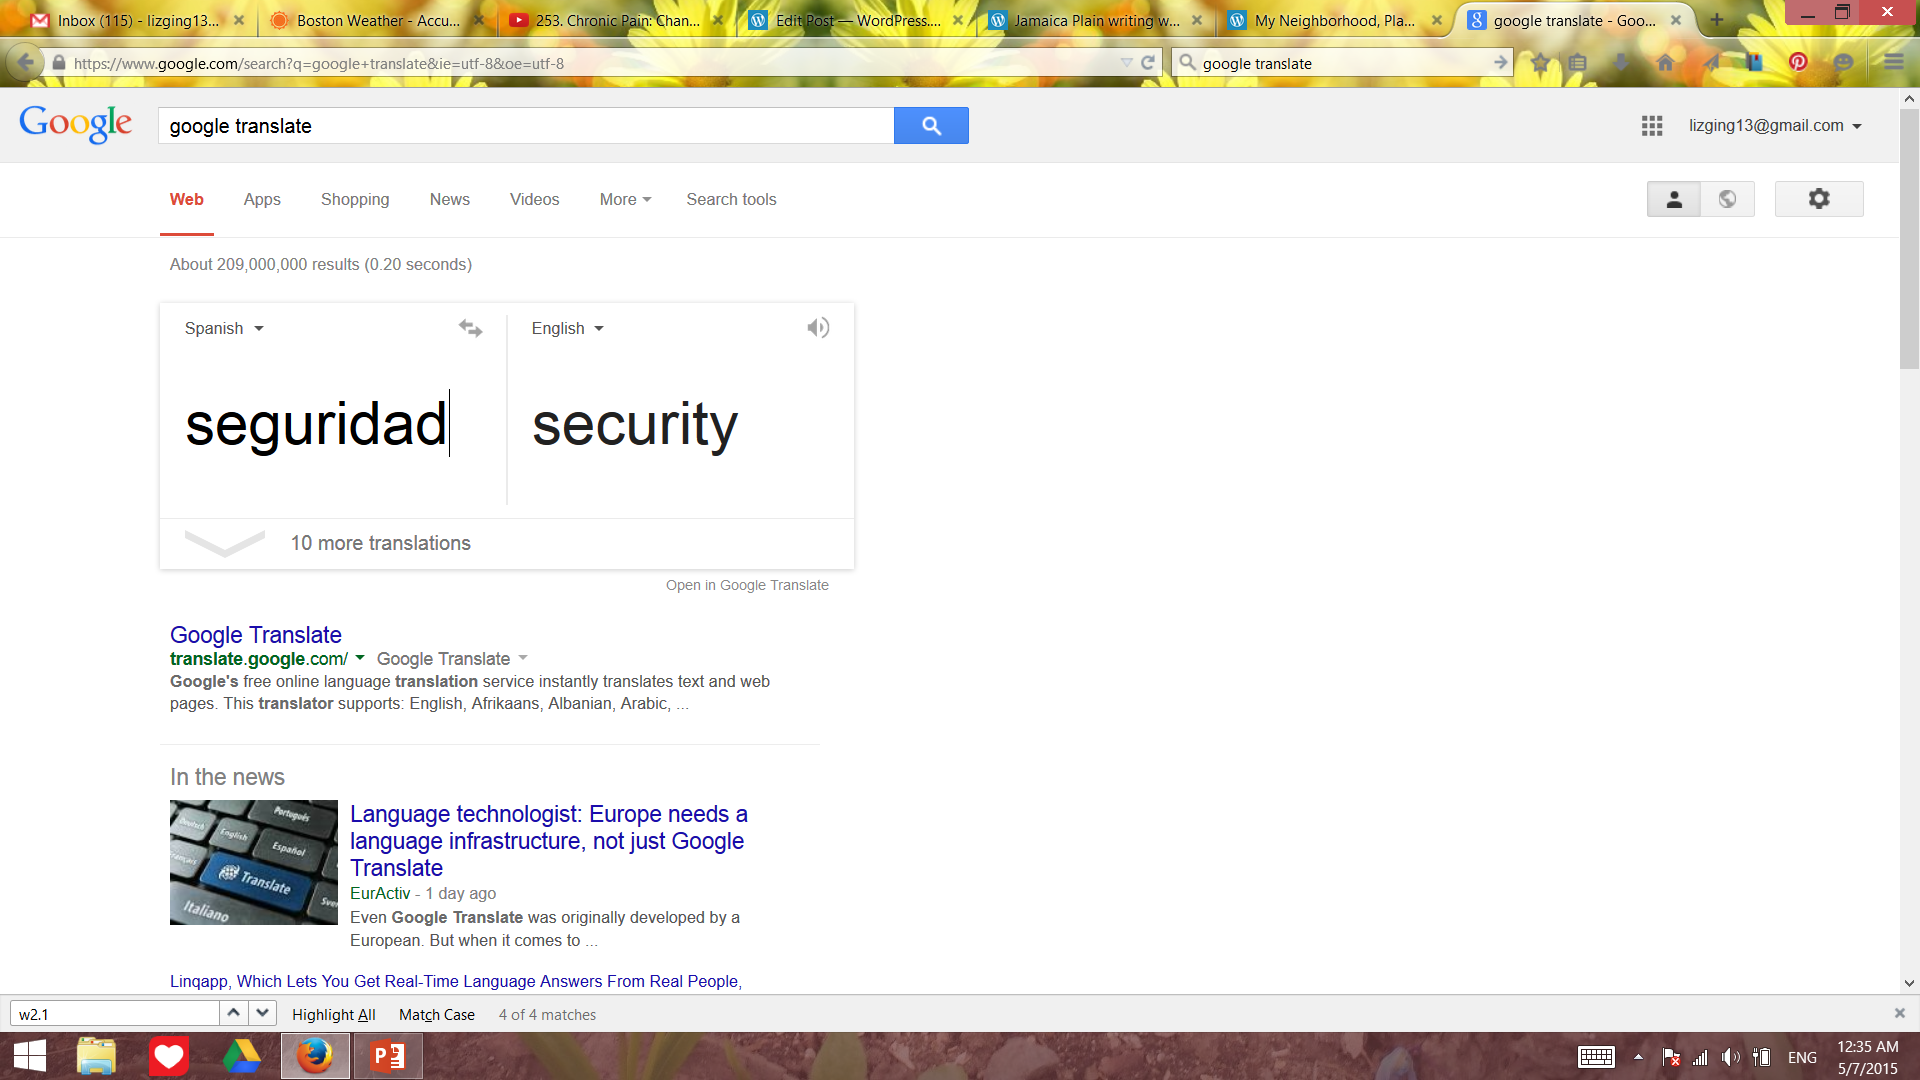 Inbox (115) - lizging13...
Boston Weather - Accu...
253. Chronic Pain: Chan...
Edit Post — WordPress....
Jamaica Plain writing w...
My Neighborhood, Pla...
google translate - Goo...
https://www.google.com/search?q=google+translate&ie=utf-8&oe=utf-8
google translate
Google
google translate
lizging13@gmail.com
Web
Apps
Shopping
News
Videos
More
Search tools
About 209,000,000 results (0.20 seconds)
Spanish
English
seguridad
security
10 more translations
Open in Google Translate
Google Translate
translate.google.com/ Google Translate
Google's free online language translation service instantly translates text and web
pages. This translator supports: English, Afrikaans, Albanian, Arabic, ...
In the news
Português
Deutsch
English
Español
Français
Translate
Italiano
Language technologist: Europe needs a
language infrastructure, not just Google
Translate
EurActiv - 1 day ago
Even Google Translate was originally developed by a
European. But when it comes to ...
Linqapp, Which Lets You Get Real-Time Language Answers From Real People,
w2.1
Highlight All
Match Case
4 of 4 matches
ENG
12:35 AM
5/7/2015